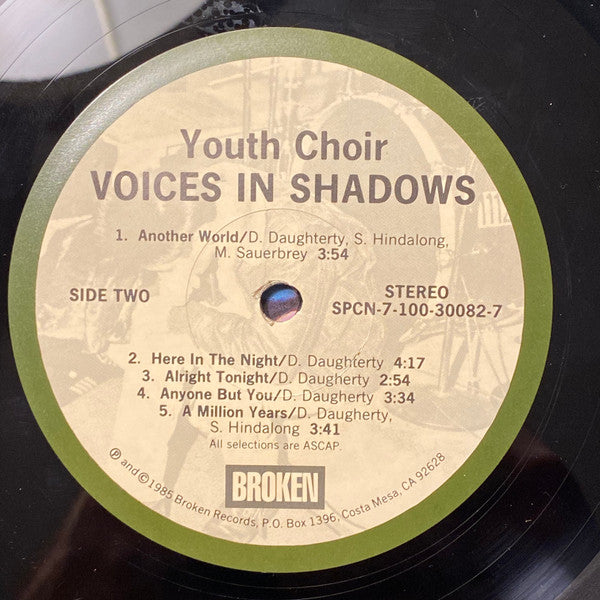 Youth Choir
VOICES IN SHADOWS
1. Another World/D. Daughterty, S. Hindalong,
M. Sauerbrey 3:54
SIDE TWO
STEREO
SPCN-7-100-30082-7
2. Here In The Night/D. Daughterty 4:17
3. Alright Tonight/D. Daugherty 2:54
4. Anyone But You/D. Daugherty 3:34
5. A Million Years/D. Daugherty,
S. Hindalong 3:41
All selections are ASCAP.
BROKEN
℗ and © 1985 Broken Records, P.O. Box 1396, Costa Mesa, CA 92628